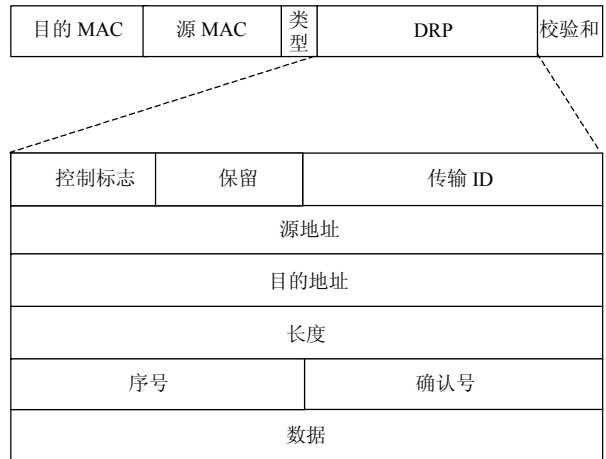 目的 MAC 源 MAC 类型 DRP 校验和
控制标志 保留 传输 ID
源地址
目的地址
长度
序号 确认号
数据